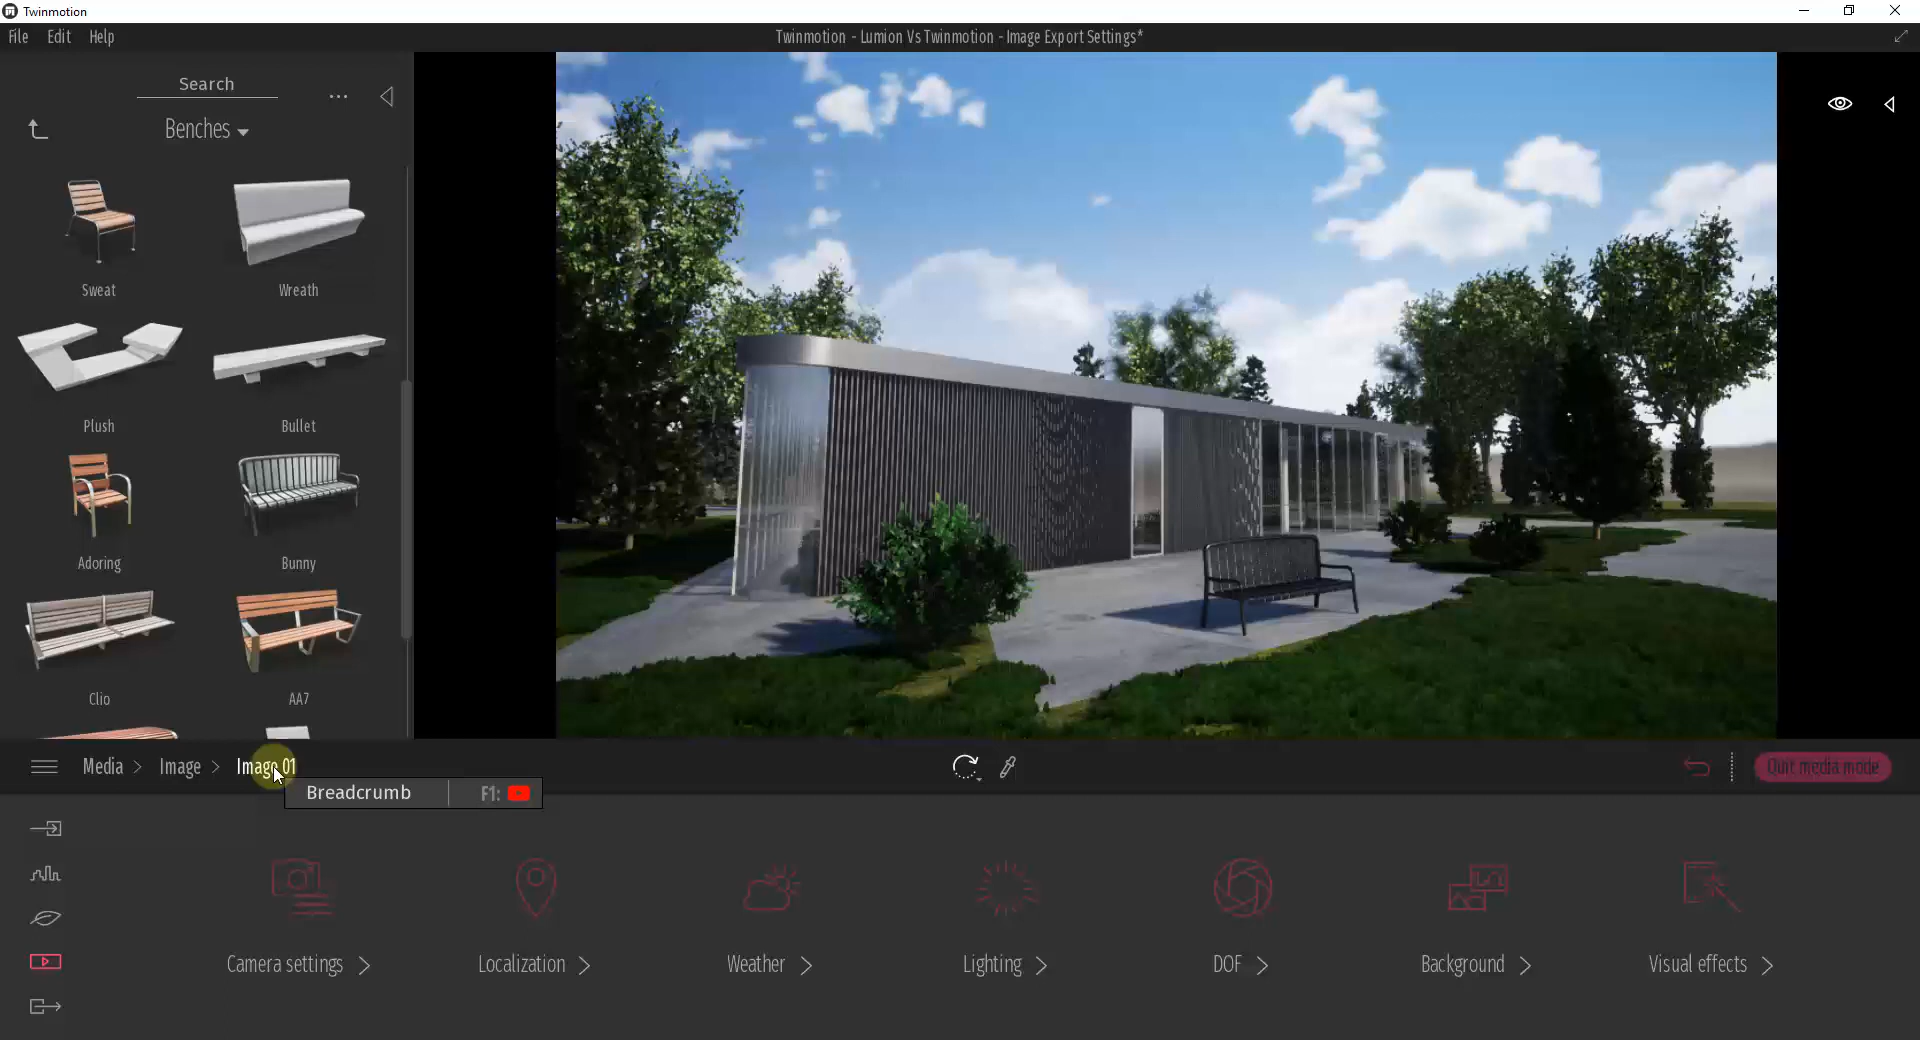 Twinmotion
File Edit Help
Twinmotion - Lumion Vs Twinmotion - Image Export Settings*
Search
Benches
Sweat
Wreath
Plush
Bullet
Adoring
Bunny
Clio
AA7
Media > Image > Image 01
Quit media mode
Breadcrumb
F1:
Camera settings >
Localization >
Weather >
Lighting >
DOF >
Background >
Visual effects >